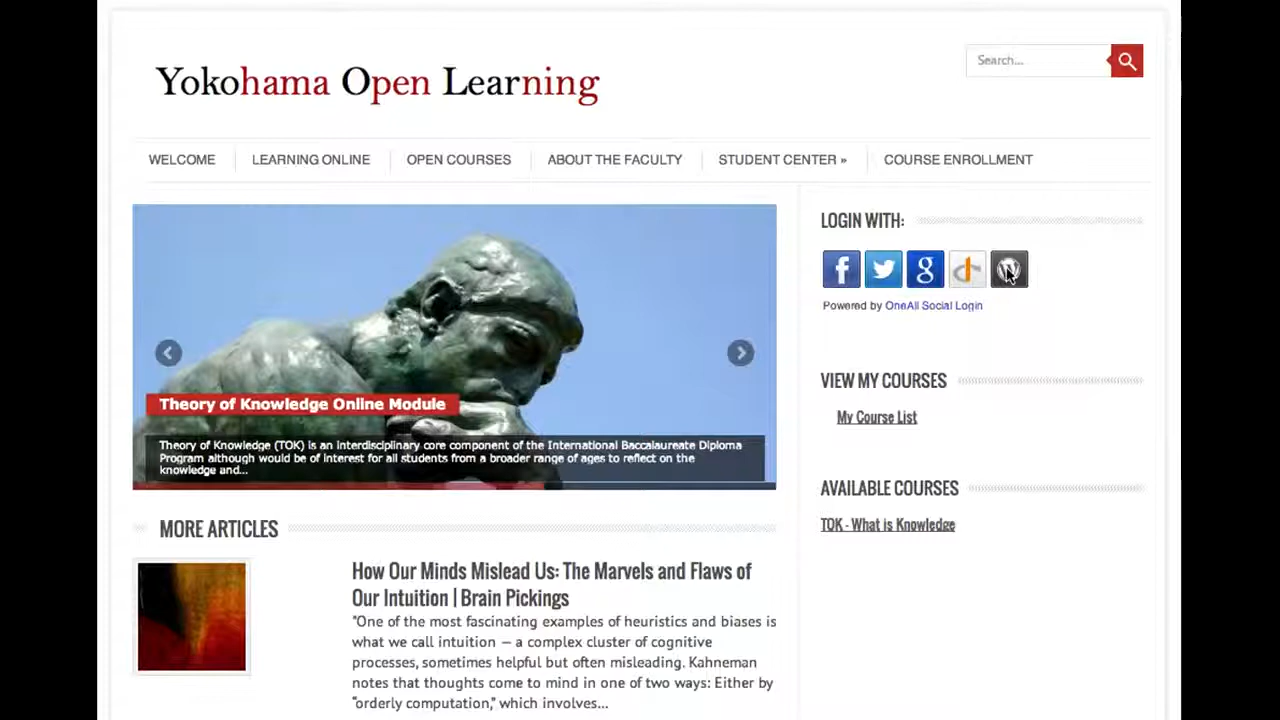 Yokohama Open Learning
Search...
WELCOME
LEARNING ONLINE
OPEN COURSES
ABOUT THE FACULTY
STUDENT CENTER »
COURSE ENROLLMENT
Theory of Knowledge Online Module
Theory of Knowledge (TOK) is an interdisciplinary core component of the International Baccalaureate Diploma
Program although would be of interest for all students from a broader range of ages to reflect on the
knowledge and...
MORE ARTICLES
How Our Minds Mislead Us: The Marvels and Flaws of
Our Intuition | Brain Pickings
"One of the most fascinating examples of heuristics and biases is
what we call intuition — a complex cluster of cognitive
processes, sometimes helpful but often misleading. Kahneman
notes that thoughts come to mind in one of two ways: Either by
“orderly computation,” which involves...
LOGIN WITH:
Powered by OneAll Social Login
VIEW MY COURSES
My Course List
AVAILABLE COURSES
TOK - What is Knowledge